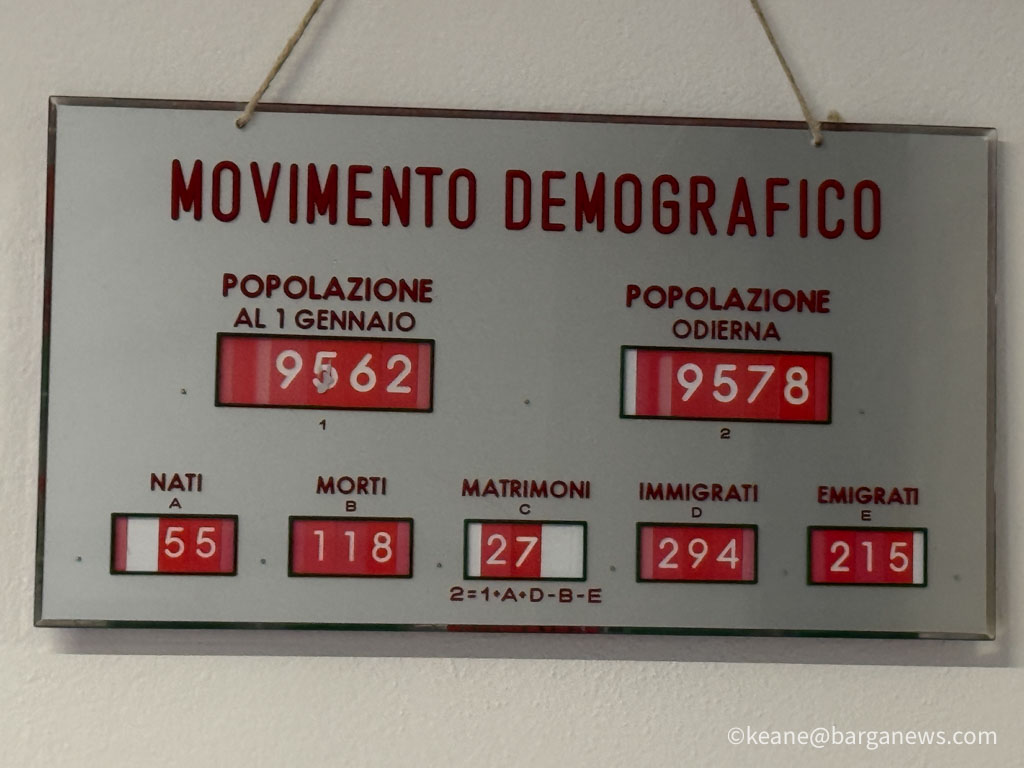 MOVIMENTO DEMOGRAFICO
POPOLAZIONE
AL 1 GENNAIO
9562
1
POPOLAZIONE
ODIERNA
9578
2
NATI
A
55
MORTI
B
118
MATRIMONI
C
27
IMMIGRATI
D
294
EMIGRATI
E
215
2=1+A+D-B-E
©keane@barganews.com